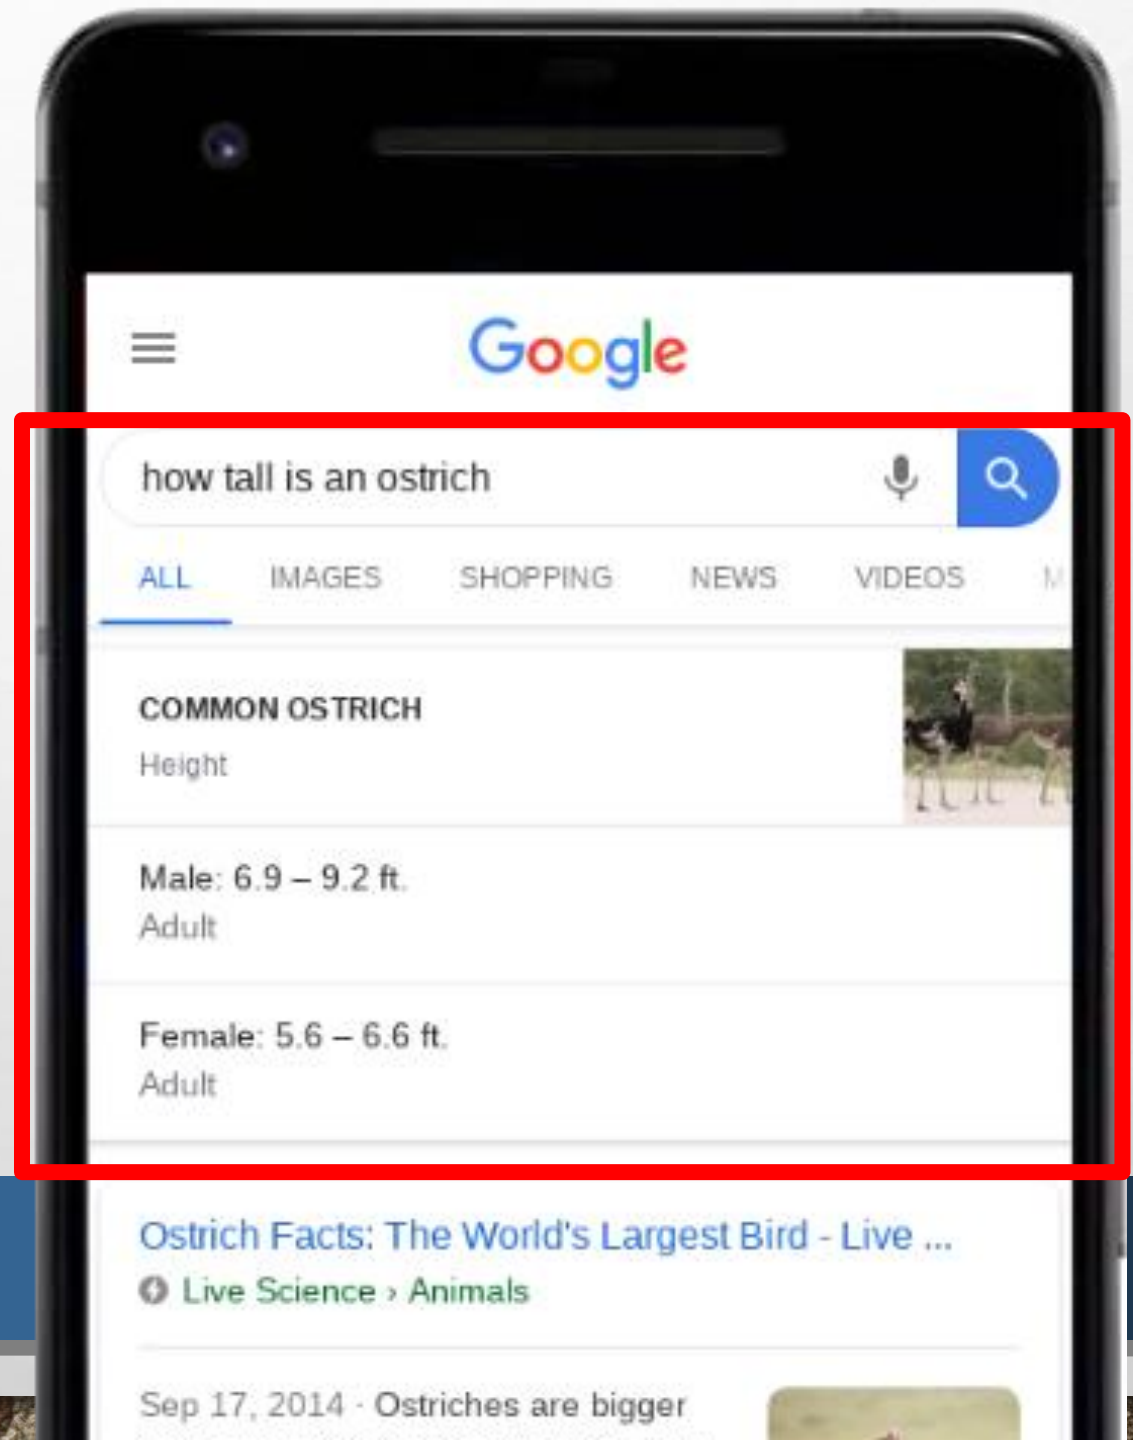 Google
how tall is an ostrich
ALL IMAGES SHOPPING NEWS VIDEOS M
COMMON OSTRICH
Height
Male: 6.9 – 9.2 ft.
Adult
Female: 5.6 – 6.6 ft.
Adult
Ostrich Facts: The World's Largest Bird - Live ...
Live Science › Animals
Sep 17, 2014 · Ostriches are bigger